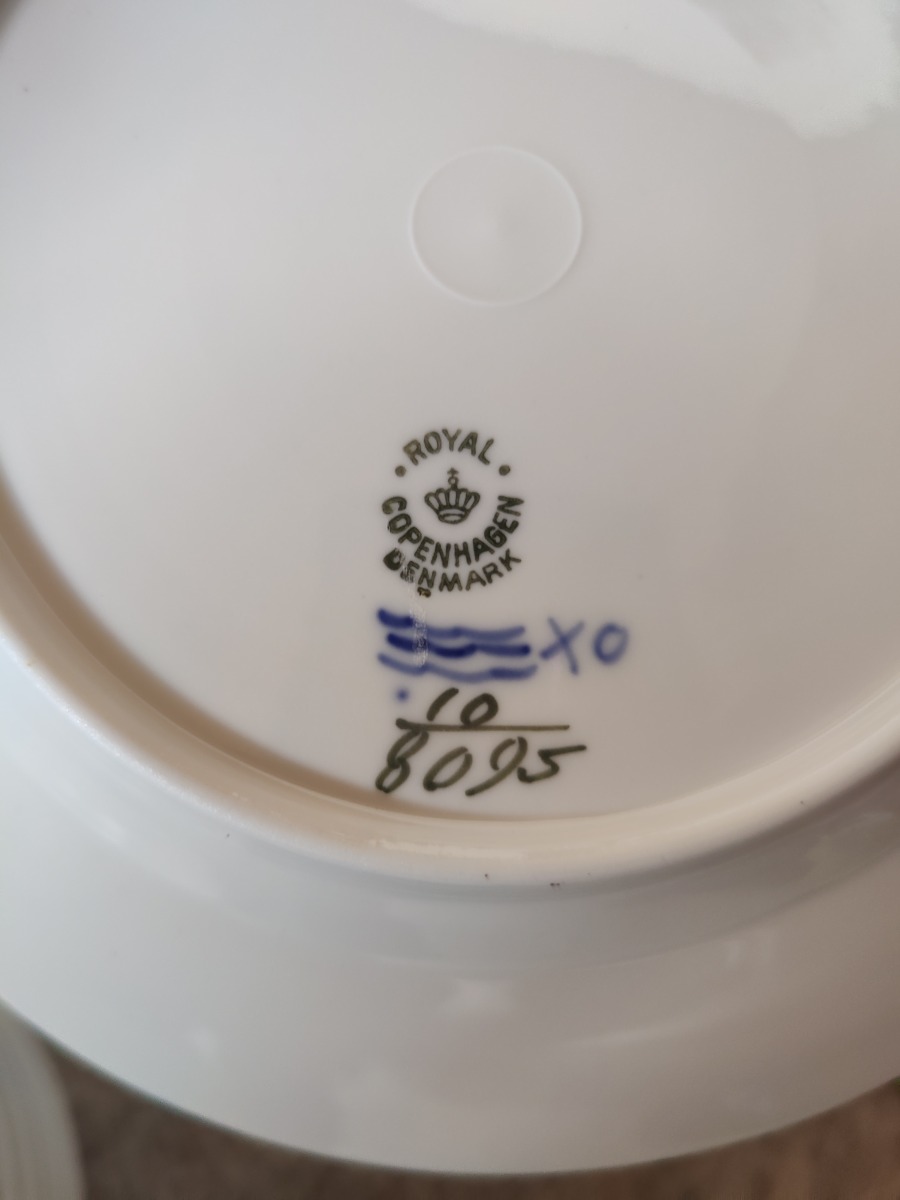 ROYAL
COPENHAGEN
DENMARK
XO
10
8095